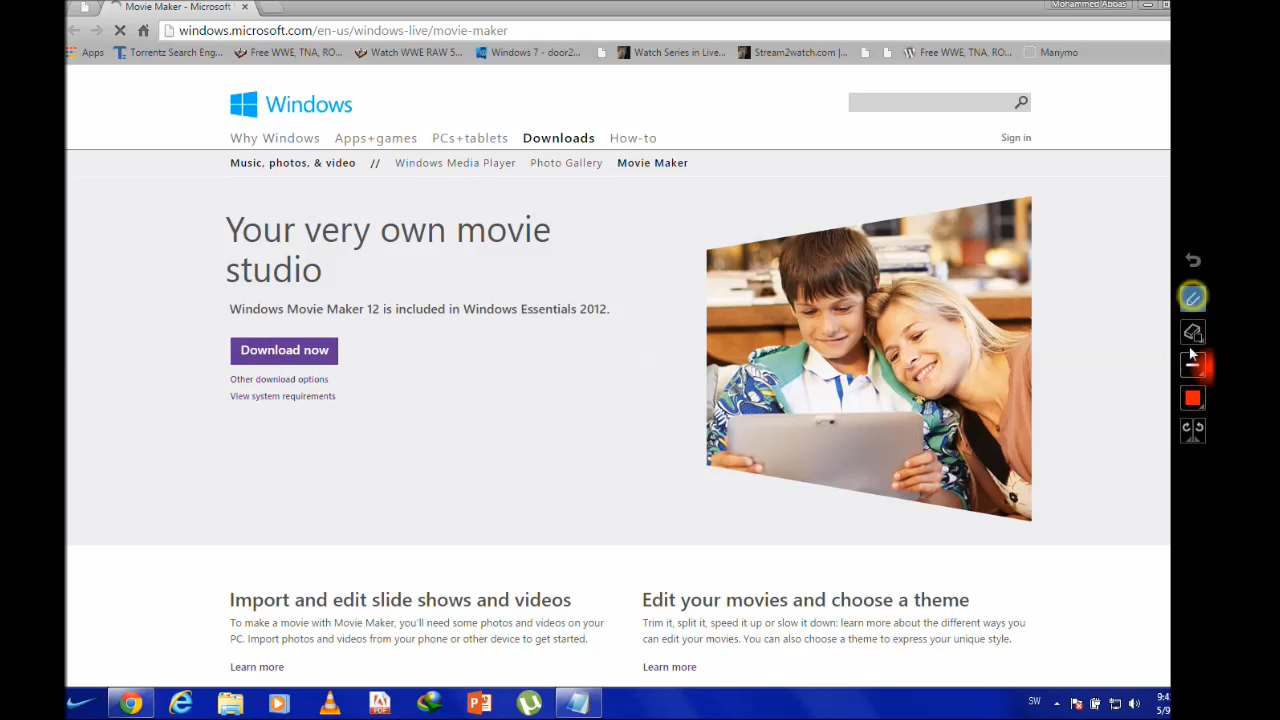 Movie Maker - Microsoft
Mohammed Abbas
windows.microsoft.com/en-us/windows-live/movie-maker
Apps Torrentz Search Eng... Free WWE, TNA, RO... Watch WWE RAW 5... Windows 7 - door2... Watch Series in Live... Stream2watch.com |... Free WWE, TNA, RO... Manymo
Windows
Why Windows Apps+games PCs+tablets Downloads How-to Sign in
Music, photos, & video // Windows Media Player Photo Gallery Movie Maker
Your very own movie
studio
Windows Movie Maker 12 is included in Windows Essentials 2012.
Download now
Other download options
View system requirements
Import and edit slide shows and videos
To make a movie with Movie Maker, you'll need some photos and videos on your
PC. Import photos and videos from your phone or other device to get started.
Learn more
Edit your movies and choose a theme
Trim it, split it, speed it up or slow it down: learn more about the different ways you
can edit your movies. You can also choose a theme to express your unique style.
Learn more
PDF
SW
9:4
5/9